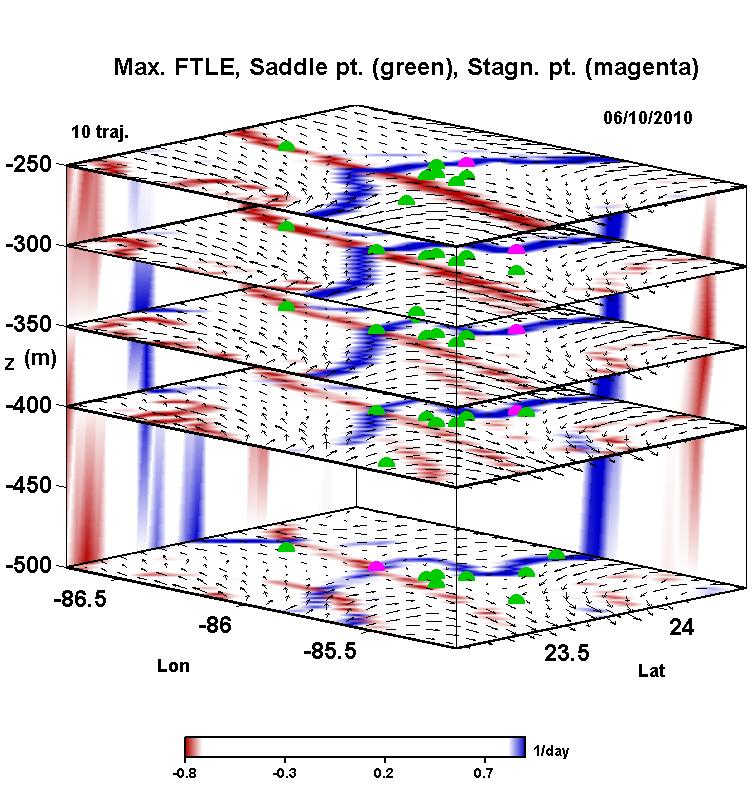 Max. FTLE, Saddle pt. (green), Stagn. pt. (magenta)
10 traj.
06/10/2010
-250
-300
-350
z (m)
-400
-450
-500
-86.5
-86
-85.5
Lon
23.5
24
Lat
1/day
-0.8
-0.3
0.2
0.7